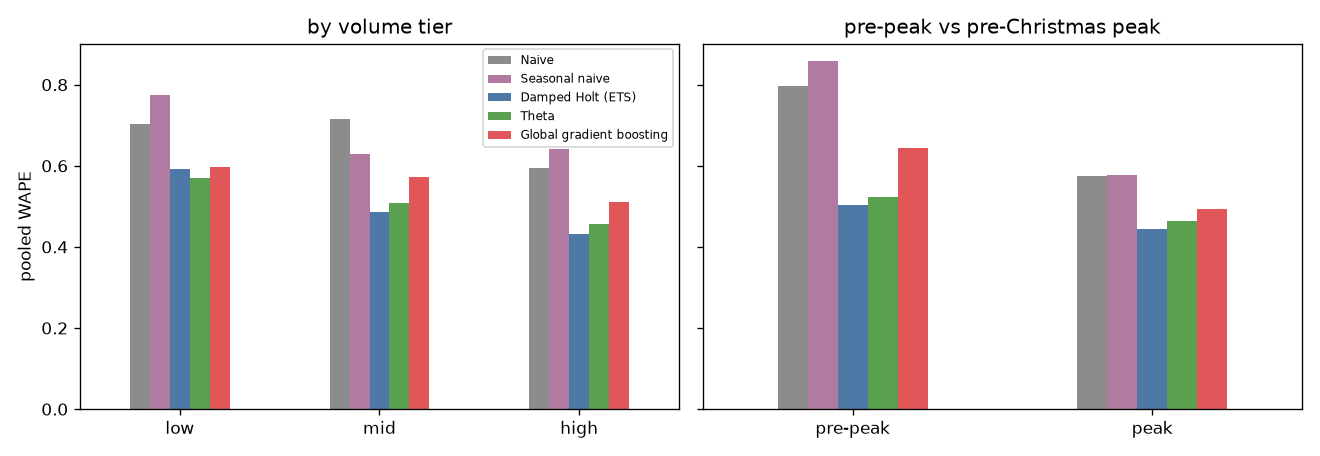 by volume tier
pooled WAPE
0.8
0.6
0.4
0.2
0.0
Naive
Seasonal naive
Damped Holt (ETS)
Theta
Global gradient boosting
low mid high
pre-peak vs pre-Christmas peak
pre-peak peak